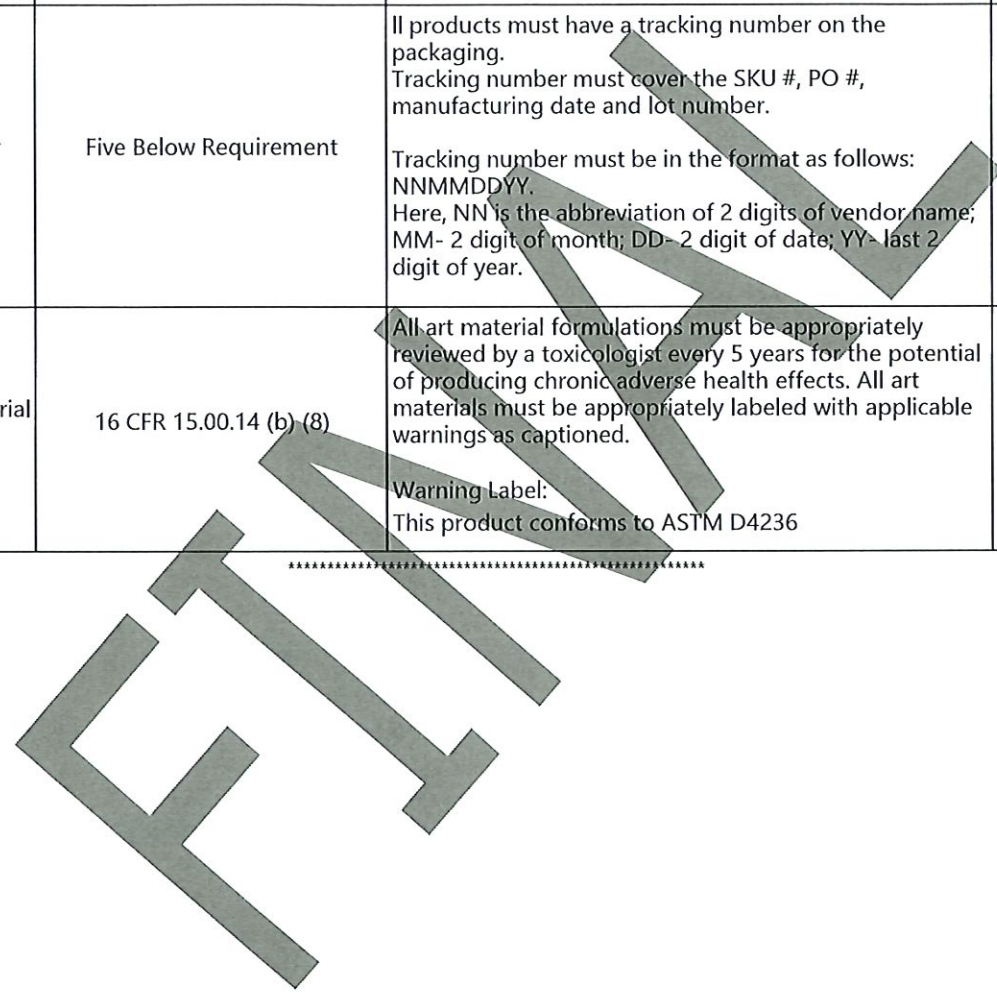 ll products must have a tracking number on the
packaging.
Tracking number must cover the SKU #, PO #,
manufacturing date and lot number.
Five Below Requirement
Tracking number must be in the format as follows:
NNMMDDYY.
Here, NN is the abbreviation of 2 digits of vendor name;
MM- 2 digit of month; DD- 2 digit of date; YY- last 2
digit of year.
All art material formulations must be appropriately
reviewed by a toxicologist every 5 years for the potential
of producing chronic adverse health effects. All art
rial
16 CFR 15.00.14 (b) (8)
materials must be appropriately labeled with applicable
warnings as captioned.
Warning Label:
This product conforms to ASTM D4236
FINAL